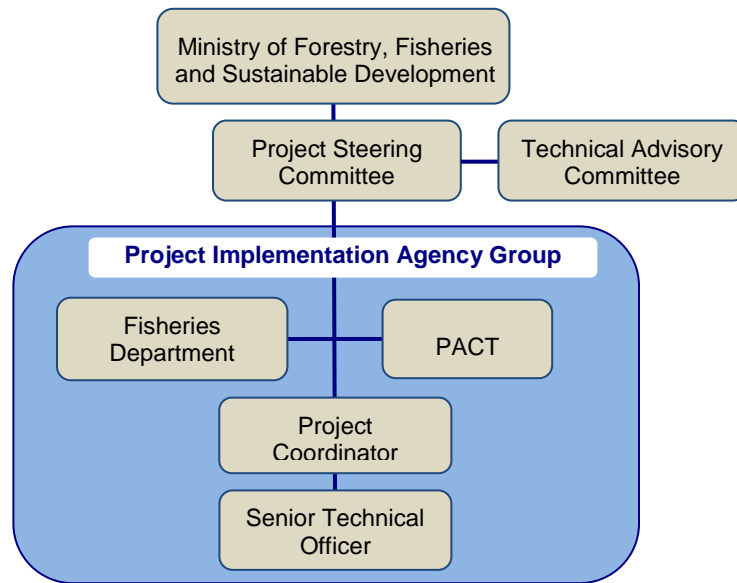 Ministry of Forestry, Fisheries
and Sustainable Development
Project Steering
Committee
Technical Advisory
Committee
Project Implementation Agency Group
Fisheries
Department
PACT
Project
Coordinator
Senior Technical
Officer